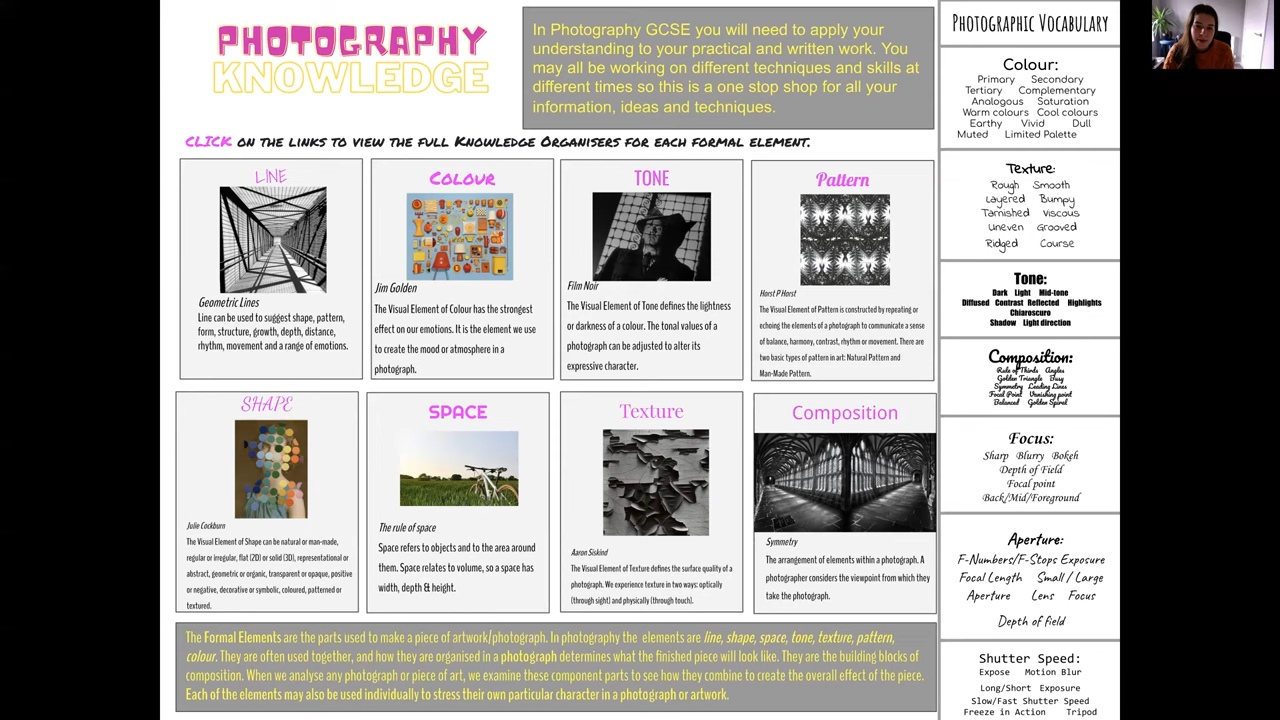 PHOTOGRAPHY
KNOWLEDGE
In Photography GCSE you will need to apply your
understanding to your practical and written work. You
may all be working on different techniques and skills at
different times so this is a one stop shop for all your
information, ideas and techniques.
CLICK on the links to view the full Knowledge Organisers for each formal element.
LINE
Geometric Lines
Line can be used to suggest shape, pattern,
form, structure, growth, depth, distance,
rhythm, movement and a range of emotions.
Colour
Jim Golden
The Visual Element of Colour has the strongest
effect on our emotions. It is the element we use
to create the mood or atmosphere in a
photograph.
TONE
Film Noir
The Visual Element of Tone defines the lightness
or darkness of a colour. The tonal values of a
photograph can be adjusted to alter its
expressive character.
Pattern
Horst P Horst
The Visual Element of Pattern is constructed by repeating or
echoing the elements of a photograph to communicate a sense
of balance, harmony, contrast, rhythm or movement. There are
two basic types of pattern in art: Natural Pattern and
Man-Made Pattern.
SHAPE
Julie Cockburn
The Visual Element of Shape can be natural or man-made,
regular or irregular, flat (2D) or solid (3D), representational or
abstract, geometric or organic, transparent or opaque, positive
or negative, decorative or symbolic, coloured, patterned or
textured.
SPACE
The rule of space
Space refers to objects and to the area around
them. Space relates to volume, so a space has
width, depth & height.
Texture
Aaron Siskind
The Visual Element of Texture defines the surface quality of a
photograph. We experience texture in two ways: optically
(through sight) and physically (through touch).
Composition
Symmetry
The arrangement of elements within a photograph. A
photographer considers the viewpoint from which they
take the photograph.
The Formal Elements are the parts used to make a piece of artwork/photograph. In photography the elements are line, shape, space, tone, texture, pattern,
colour. They are often used together, and how they are organised in a photograph determines what the finished piece will look like. They are the building blocks of
composition. When we analyse any photograph or piece of art, we examine these component parts to see how they combine to create the overall effect of the piece.
Each of the elements may also be used individually to stress their own particular character in a photograph or artwork.
Photographic Vocabulary
Colour:
Primary Secondary
Tertiary Complementary
Analogous Saturation
Warm colours Cool colours
Earthy Vivid Dull
Muted Limited Palette
Texture:
Rough Smooth
Layered Bumpy
Tarnished Viscous
Uneven Grooved
Ridged Course
Tone:
Dark Light Mid-tone
Diffused Contrast Reflected Highlights
Chiaroscuro
Shadow Light direction
Composition:
Rule of Thirds Angles
Golden Triangle Busy
Symmetry Leading Lines
Focal Point Vanishing point
Balanced Golden Spiral
Focus:
Sharp Blurry Bokeh
Depth of Field
Focal point
Back/Mid/Foreground
Aperture:
F-Numbers/F-Stops Exposure
Focal Length Small / Large
Aperture Lens Focus
Depth of field
Shutter Speed:
Expose Motion Blur
Long/Short Exposure
Slow/Fast Shutter Speed
Freeze in Action Tripod